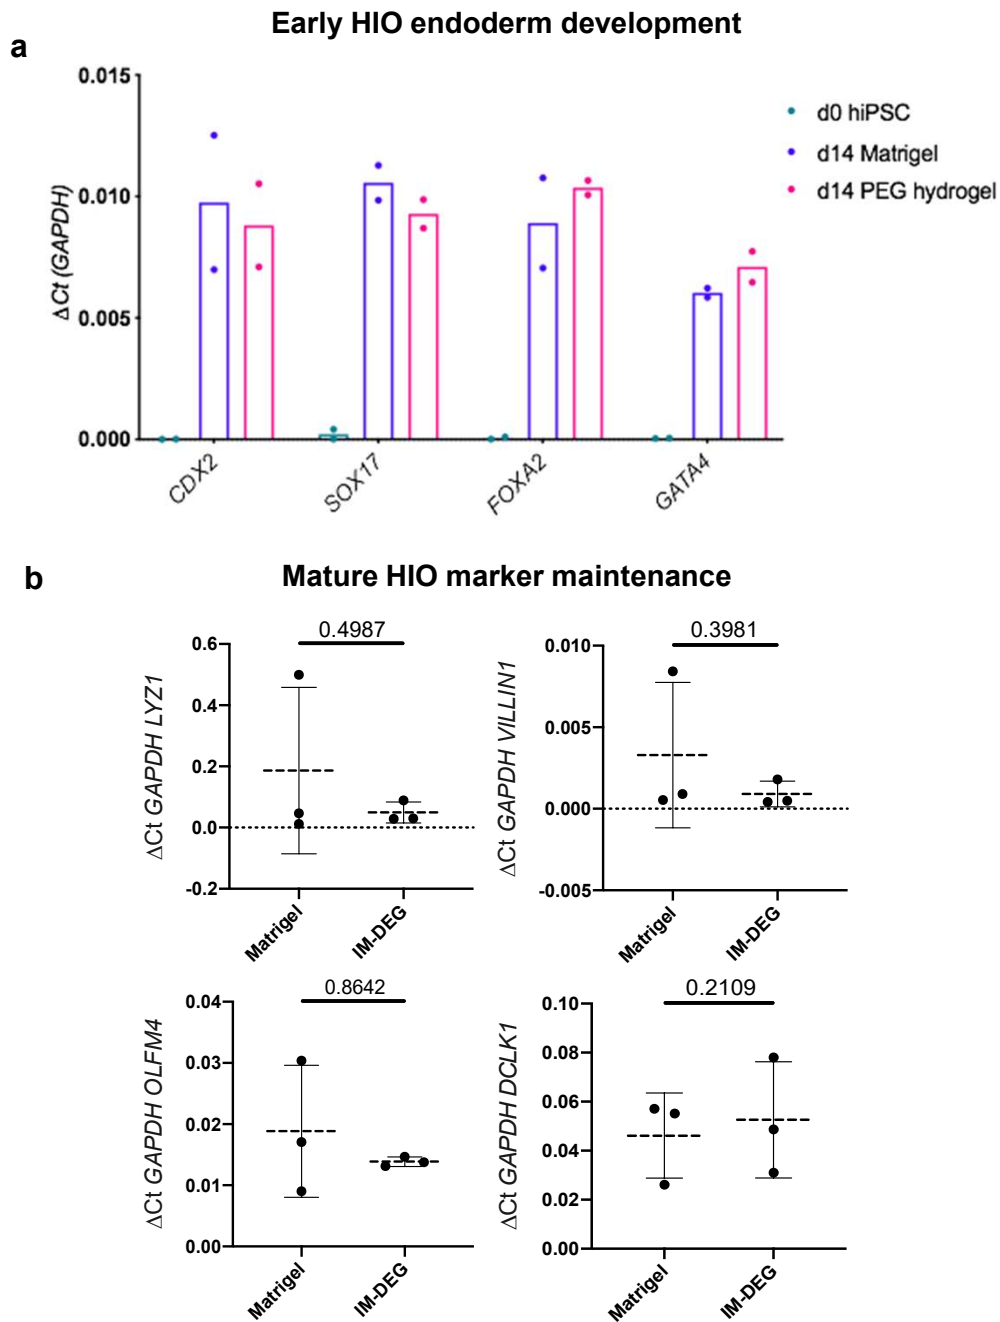 Early HIO endoderm development
a
0.015
0.010
0.005
0.000
ΔCt (GAPDH)
CDX2
SOX17
FOXA2
GATA4
d0 hiPSC
d14 Matrigel
d14 PEG hydrogel
b
Mature HIO marker maintenance
0.4987
0.6
0.4
0.2
0.0
-0.2
ΔCt GAPDH LYZ1
Matrigel
IM-DEG
0.3981
0.010
0.005
0.000
-0.005
ΔCt GAPDH VILLIN1
Matrigel
IM-DEG
0.8642
0.04
0.03
0.02
0.01
0.00
ΔCt GAPDH OLFM4
Matrigel
IM-DEG
0.2109
0.10
0.08
0.06
0.04
0.02
0.00
ΔCt GAPDH DCLK1
Matrigel
IM-DEG